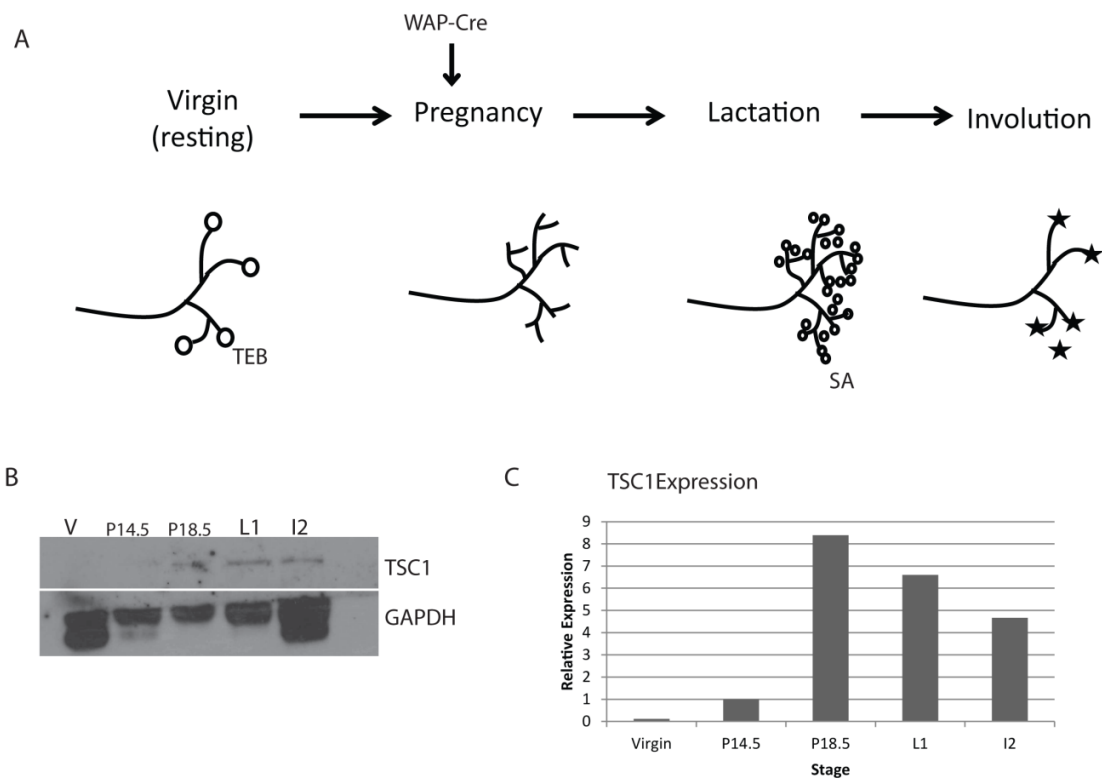 A
WAP-Cre
Virgin
(resting)
Pregnancy
Lactation
Involution
TEB
SA
B
V P14.5 P18.5 L1 I2
TSC1
GAPDH
C
TSC1Expression
Relative Expression
9
8
7
6
5
4
3
2
1
0
Virgin P14.5 P18.5 L1 I2
Stage